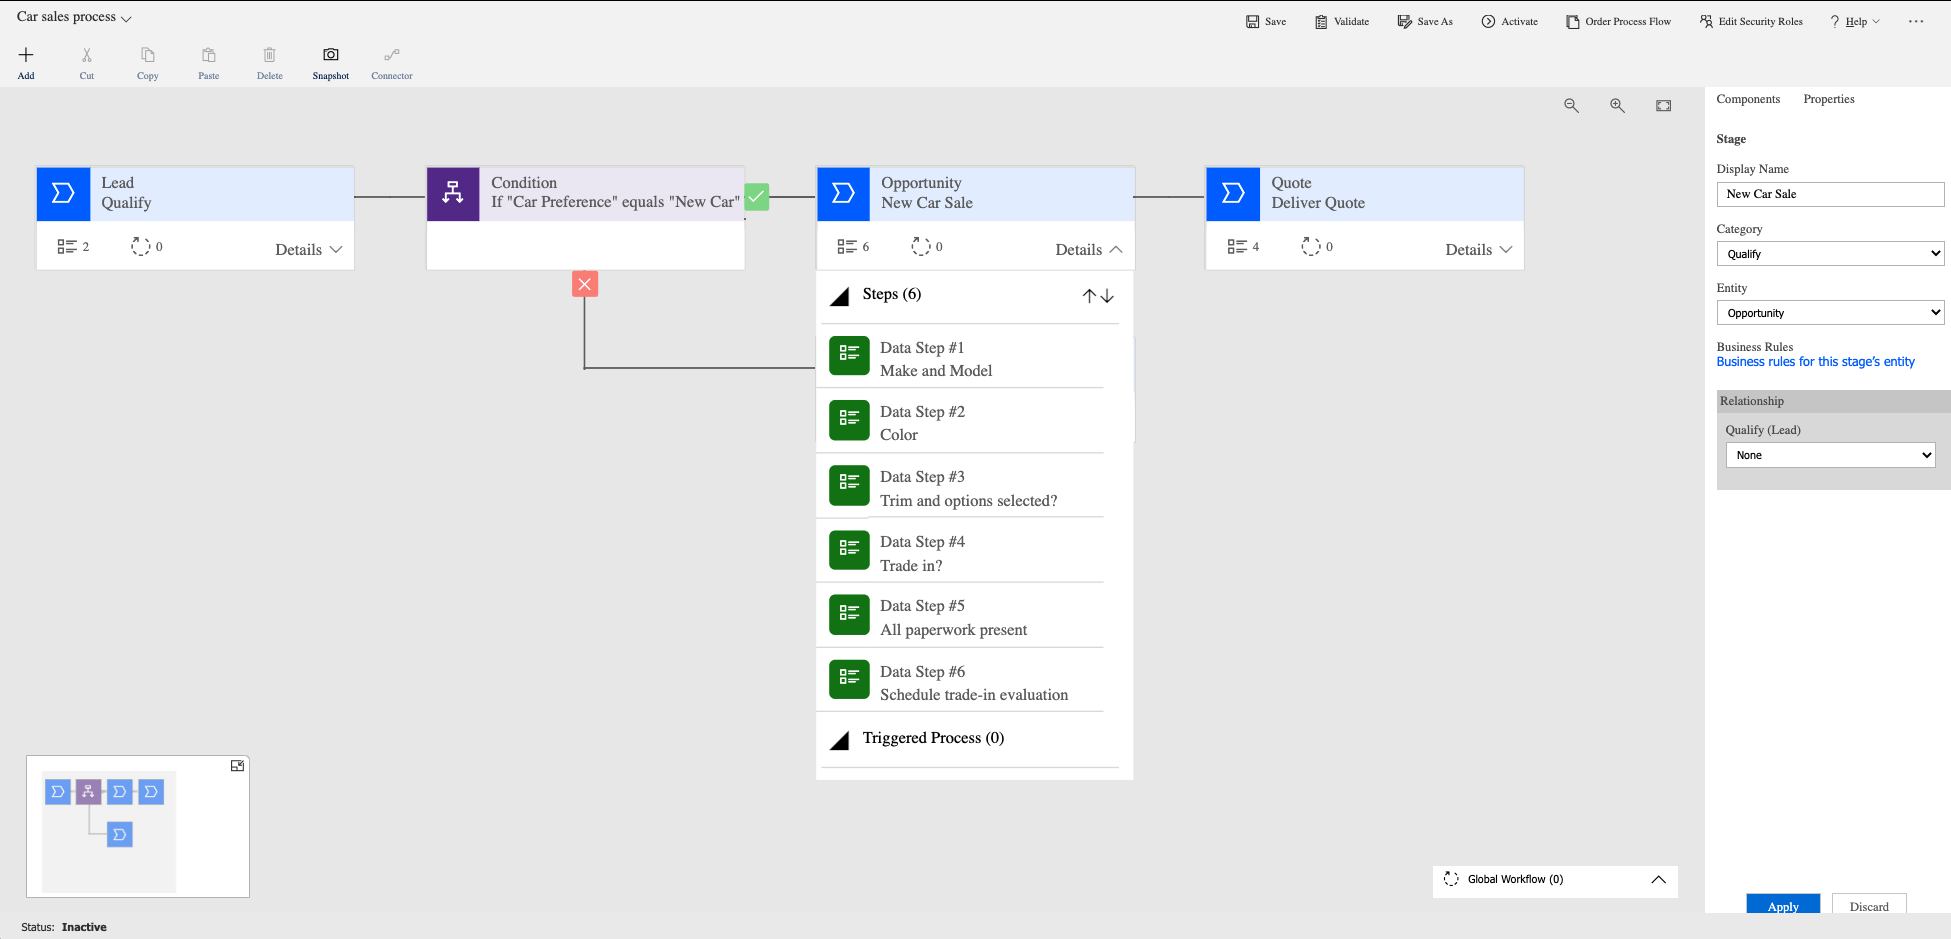 Car sales process
Save
Validate
Save As
Activate
Order Process Flow
Edit Security Roles
? Help
Add
Cut
Copy
Paste
Delete
Snapshot
Connector
Components
Properties
Lead
Qualify
2
0
Details
Condition
If "Car Preference" equals "New Car"
Opportunity
New Car Sale
6
0
Details
Steps (6)
Data Step #1
Make and Model
Data Step #2
Color
Data Step #3
Trim and options selected?
Data Step #4
Trade in?
Data Step #5
All paperwork present
Data Step #6
Schedule trade-in evaluation
Triggered Process (0)
Quote
Deliver Quote
4
0
Details
Stage
Display Name
New Car Sale
Category
Qualify
Entity
Opportunity
Business Rules
Business rules for this stage's entity
Relationship
Qualify (Lead)
None
Global Workflow (0)
Apply
Discard
Status: Inactive